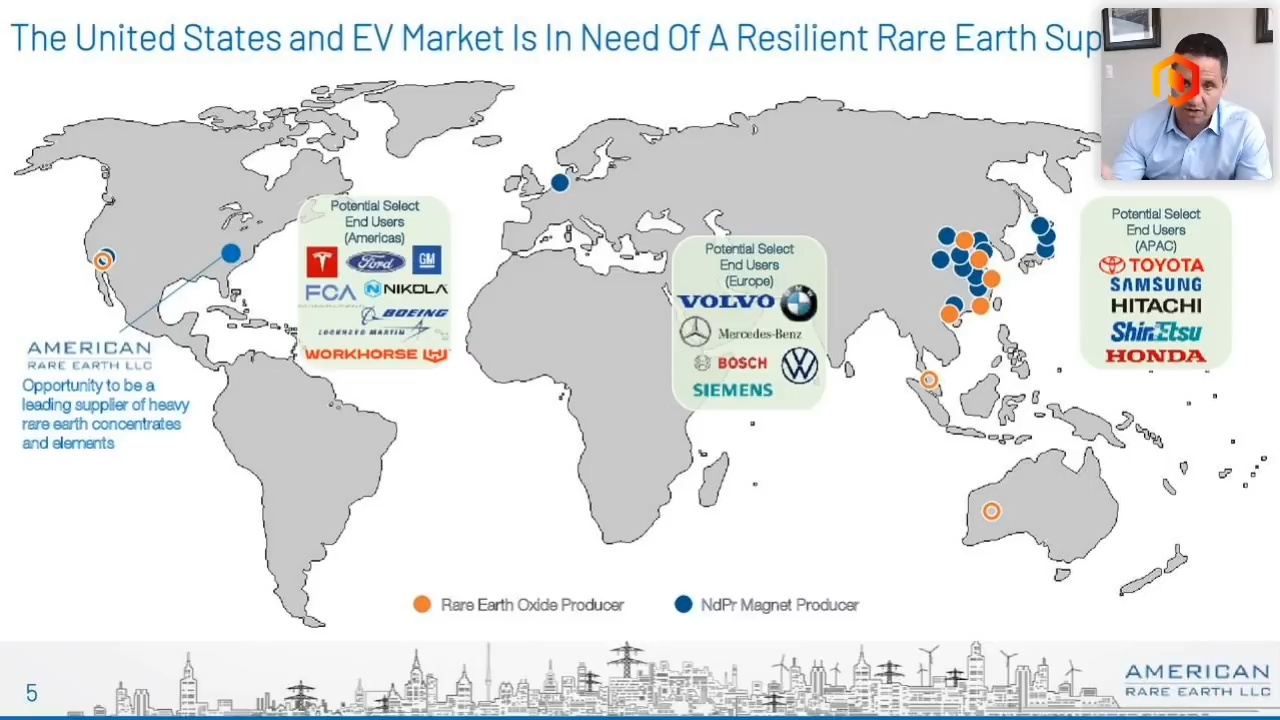 The United States and EV Market Is In Need Of A Resilient Rare Earth Sup
Potential Select
End Users
(Americas)
T
Ford
GM
FCA
NIKOLA
BOEING
LOCKHEED MARTIN
WORKHORSE
Potential Select
End Users
(Europe)
VOLVO
BMW
Mercedes-Benz
BOSCH
VW
SIEMENS
Potential Select
End Users
(APAC)
TOYOTA
SAMSUNG
HITACHI
ShinEtsu
HONDA
AMERICAN
RARE EARTH LLC
Opportunity to be a
leading supplier of heavy
rare earth concentrates
and elements
Rare Earth Oxide Producer
NdPr Magnet Producer
5
AMERICAN
RARE EARTH LLC